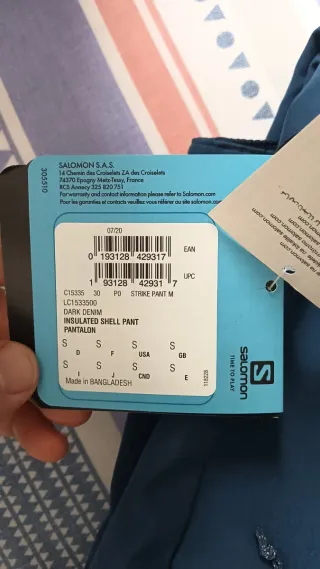 SALOMON S.A.S.
14 Chemin des Croiselets ZA des Croiselets
74370 Epagny Metz-Tessy, France
RCS Annecy 325 820 751
For warranty and contact information please refer to Salomon.com
Pour les garanties et contacts veuillez vous référer au site salomon.com
305510
07/20
EAN
0 193128 429317
UPC
1 93128 42931 7
C15335 30 P0 STRIKE PANT M
LC1533500
DARK DENIM
INSULATED SHELL PANT
PANTALON
S D S F S USA S GB
S I S J S CND S E
Made in BANGLADESH
118228
salomon
TIME TO PLAY